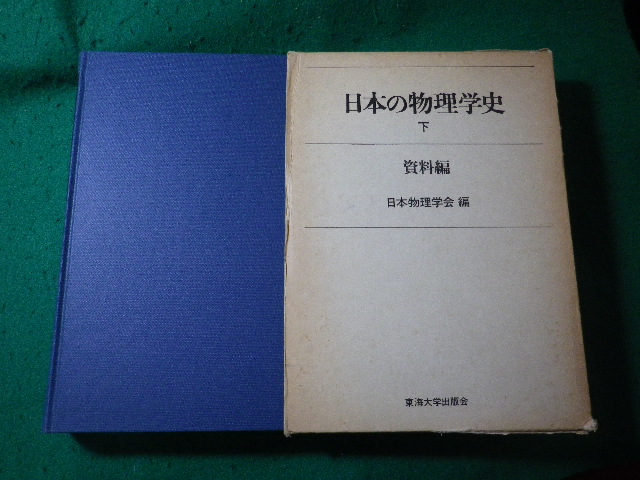 日本の物理学史
下
資料編
日本物理学会 編
東海大学出版会